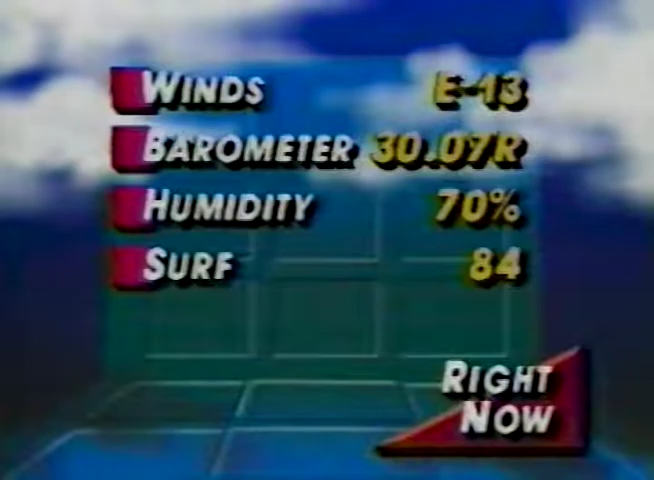 WINDS E-13
BAROMETER 30.07R
HUMIDITY 70%
SURF 84
RIGHT
NOW